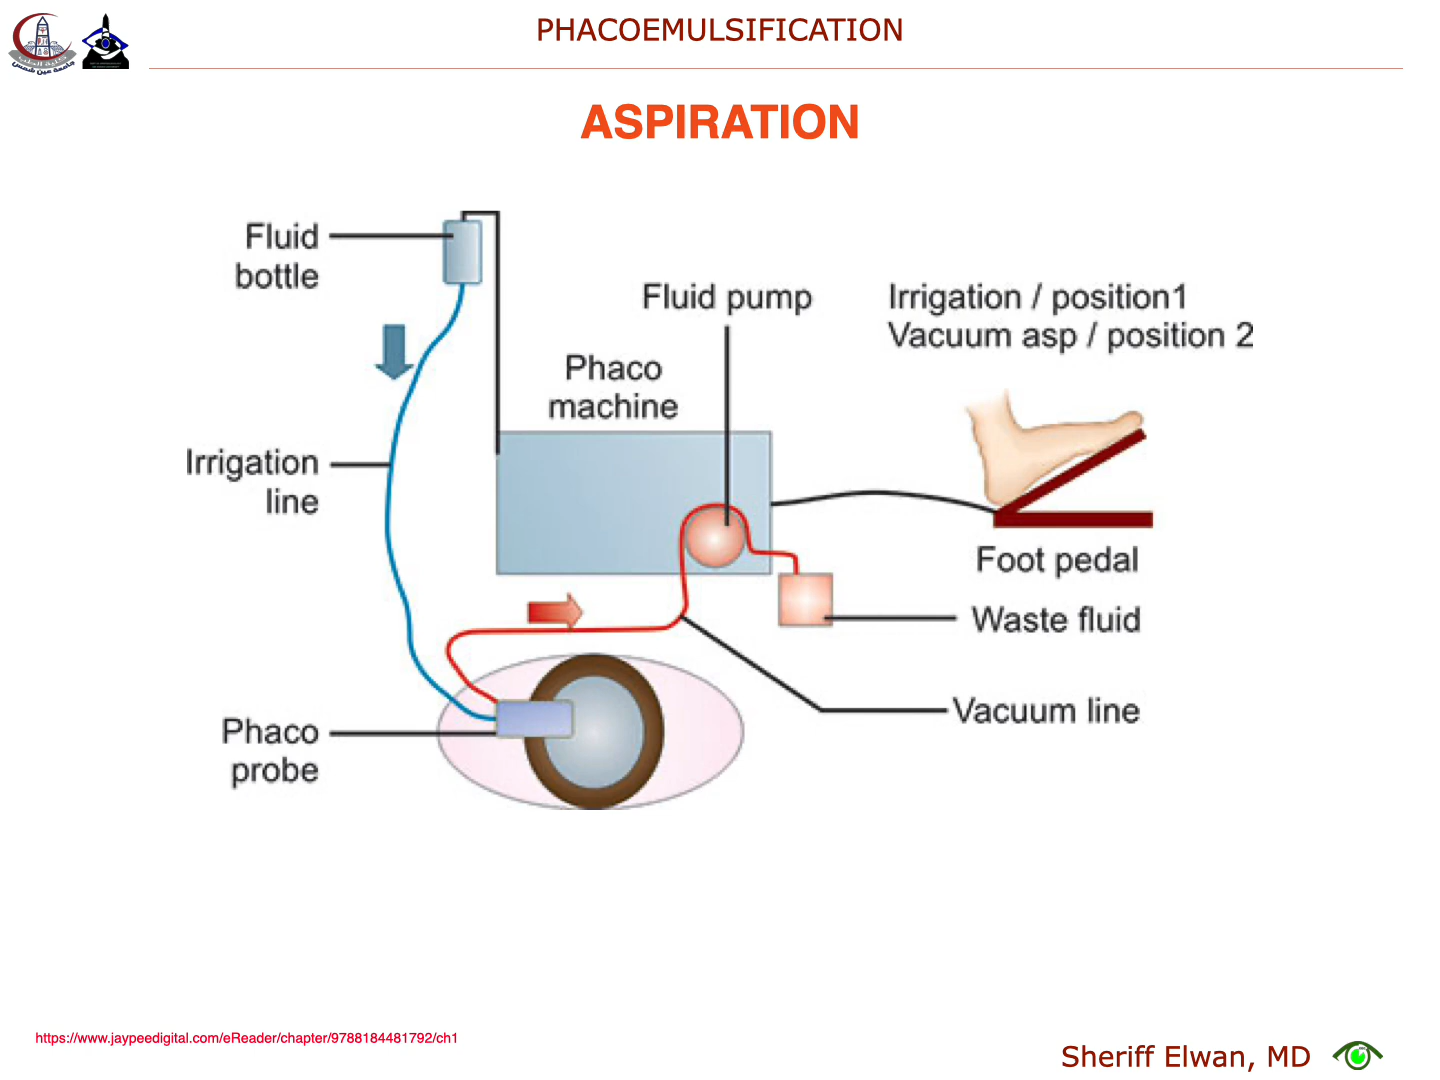 PHACOEMULSIFICATION
ASPIRATION
Fluid
bottle
Fluid pump
Irrigation / position1
Vacuum asp / position 2
Phaco
machine
Irrigation
line
Foot pedal
Waste fluid
Vacuum line
Phaco
probe
https://www.jaypeedigital.com/eReader/chapter/9788184481792/ch1
Sheriff Elwan, MD